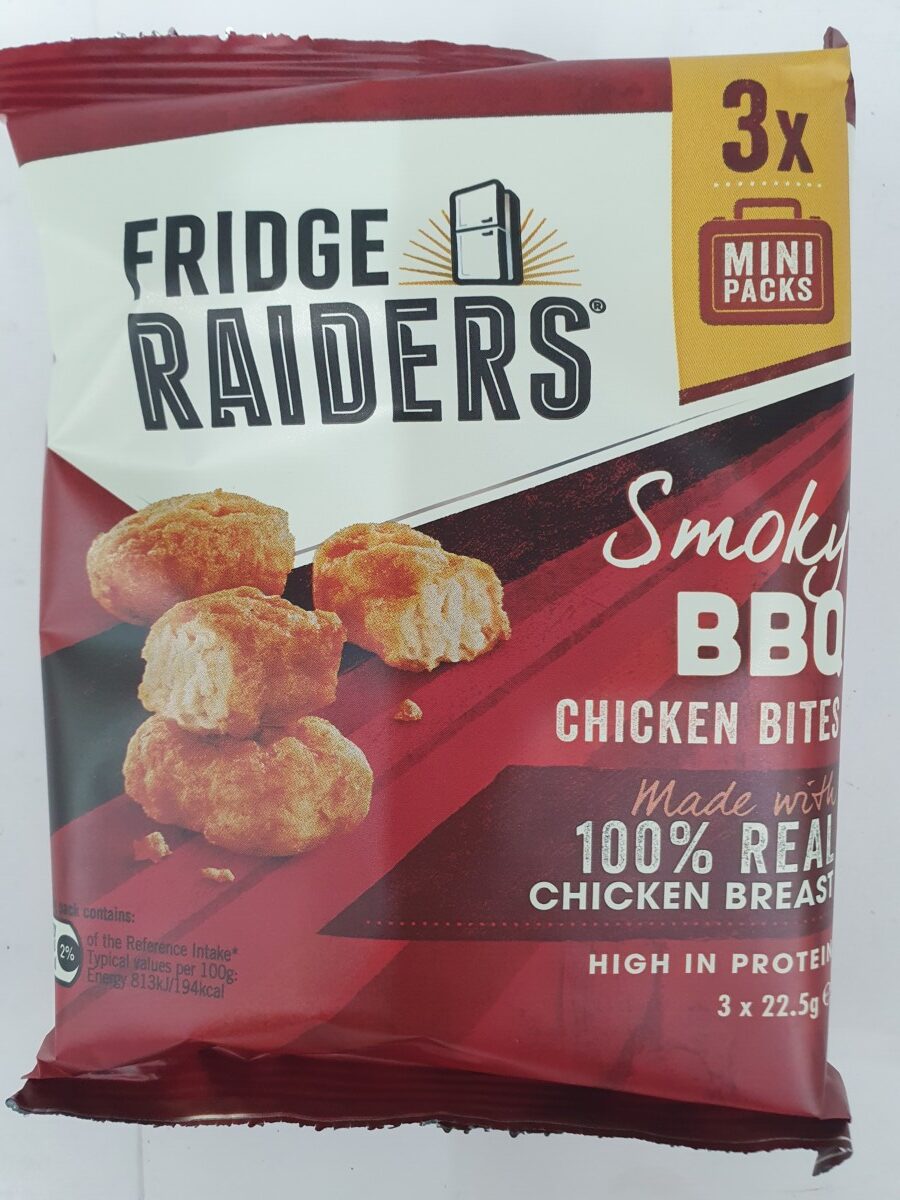 3x
MINI
PACKS
FRIDGE
RAIDERS®
Smoky
BBQ
CHICKEN BITES
Made with
100% REAL
CHICKEN BREAST
HIGH IN PROTEIN
3 x 22.5g
pack contains:
2%
of the Reference Intake*
Typical values per 100g:
Energy 813kJ/194kcal